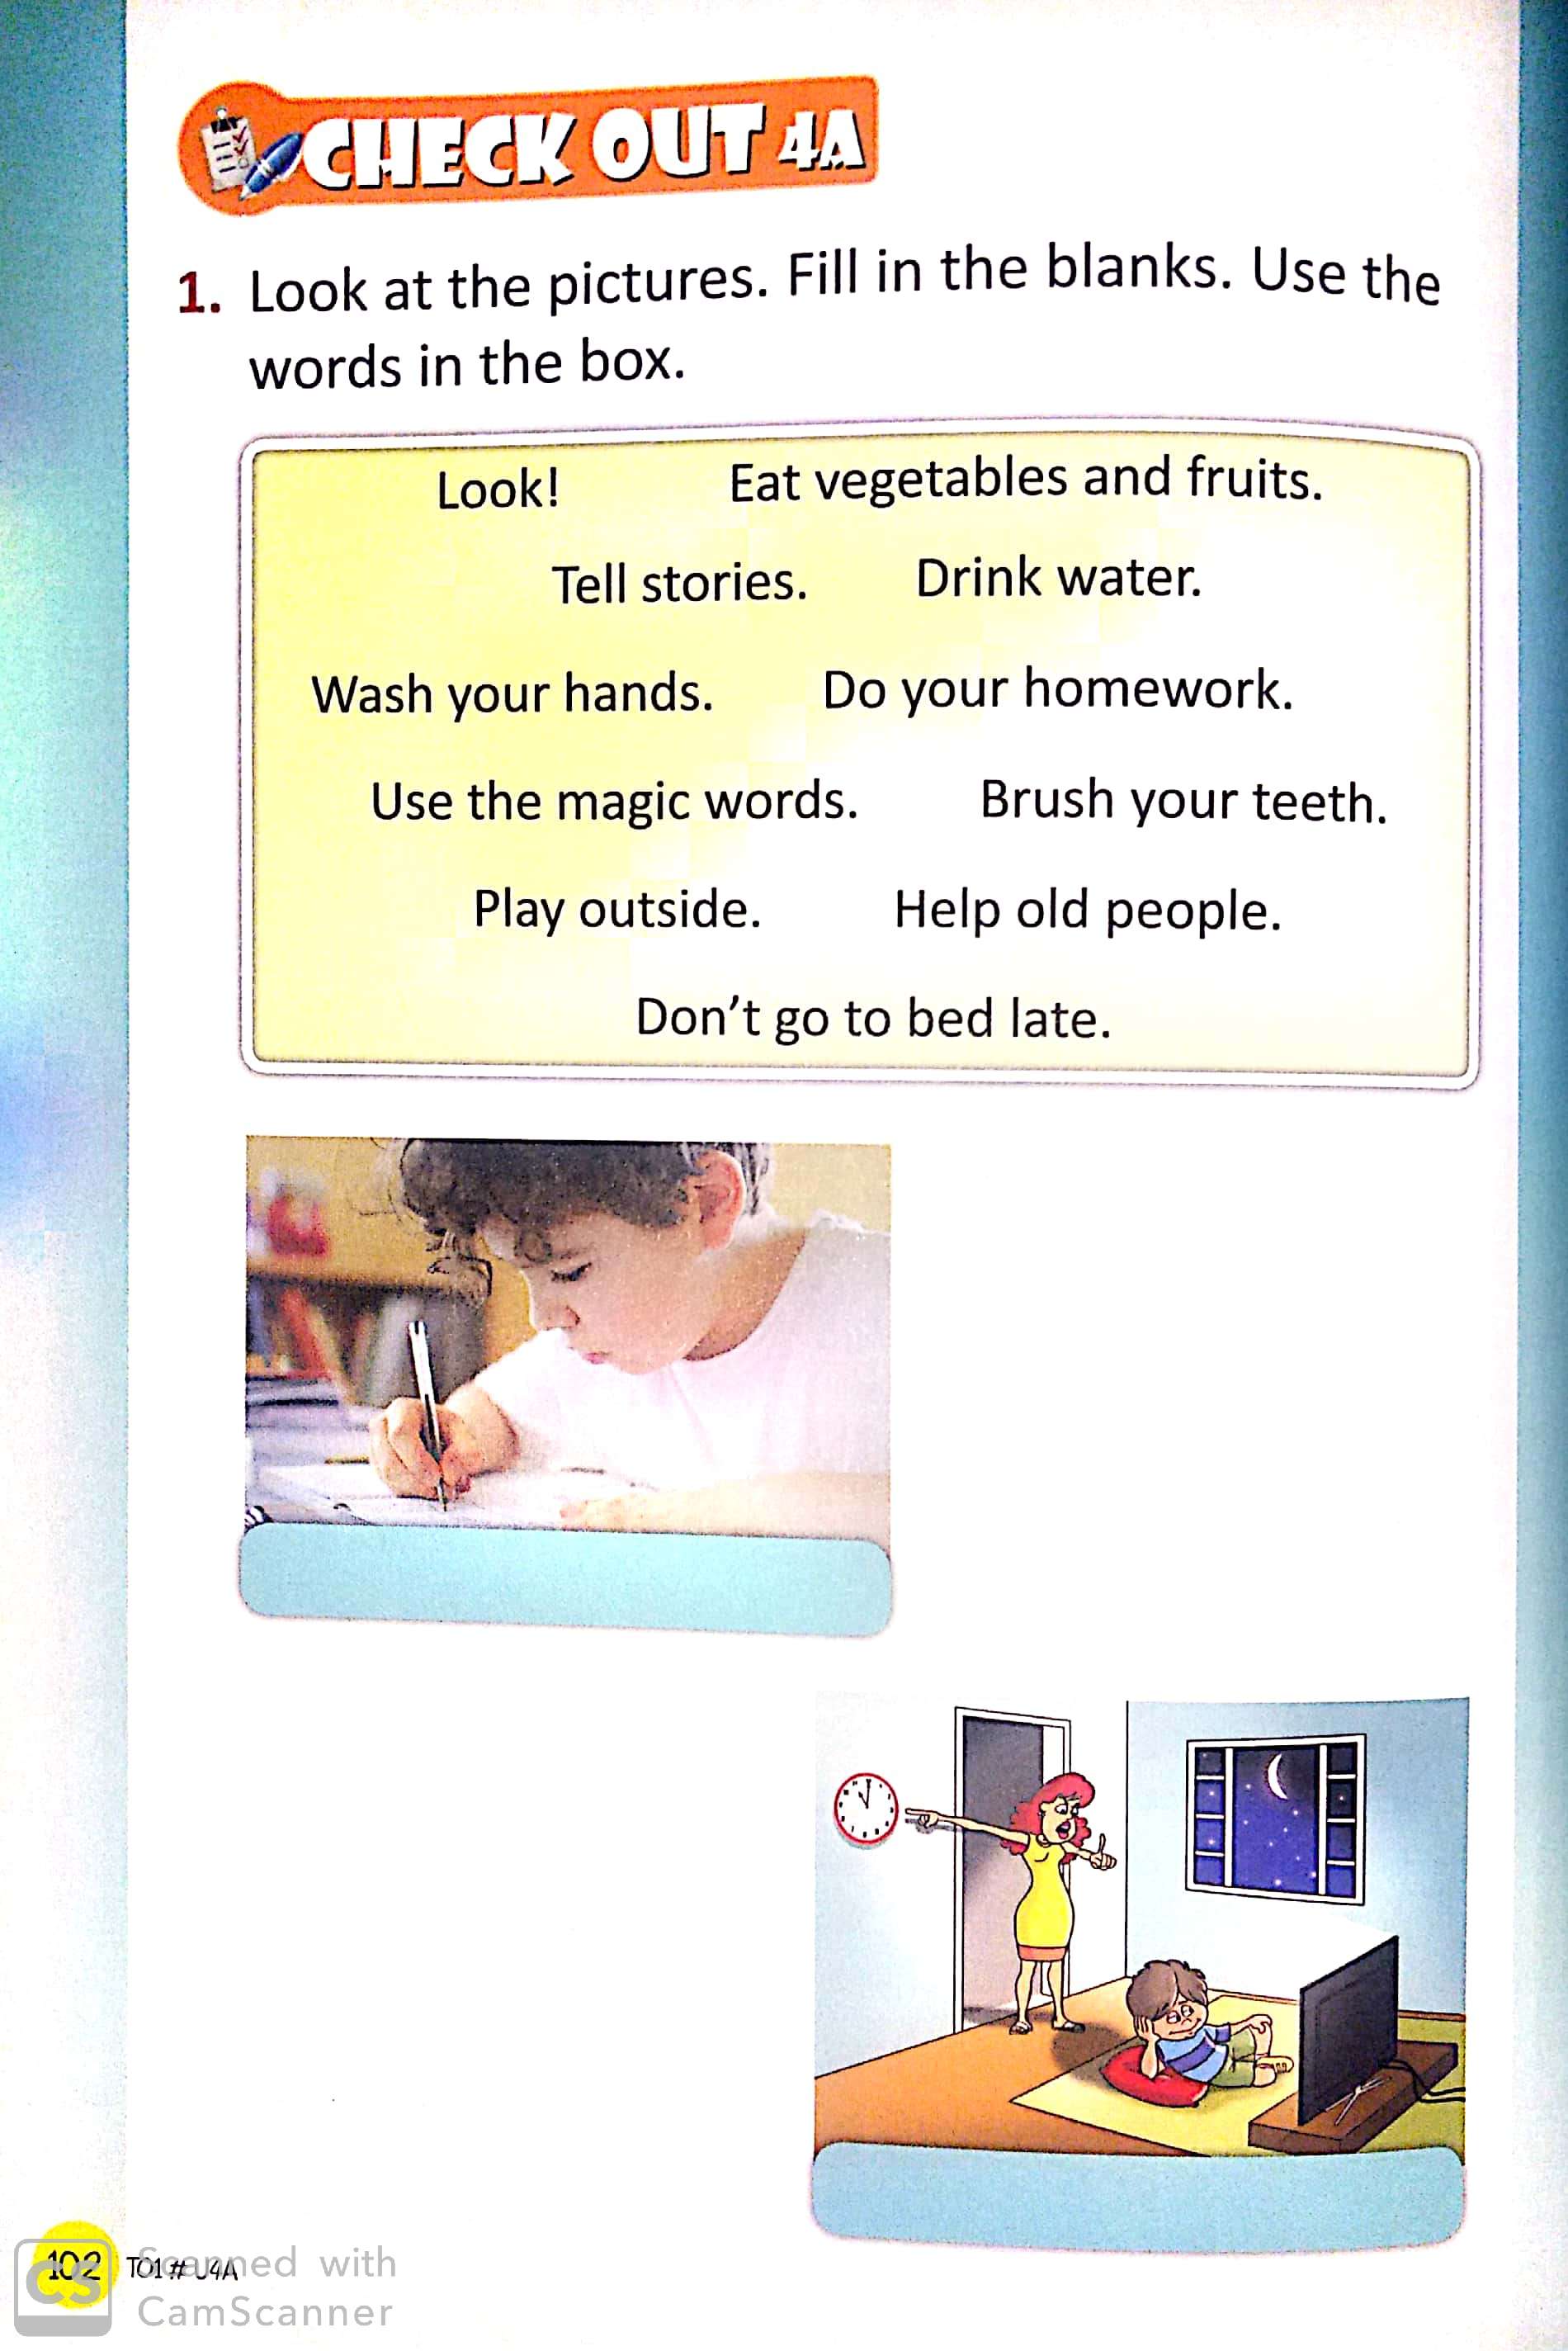 CHECK OUT 4A
1. Look at the pictures. Fill in the blanks. Use the
words in the box.
Look! Eat vegetables and fruits.
Tell stories. Drink water.
Wash your hands. Do your homework.
Use the magic words. Brush your teeth.
Play outside. Help old people.
Don't go to bed late.
102
CS Scanned with
CamScanner